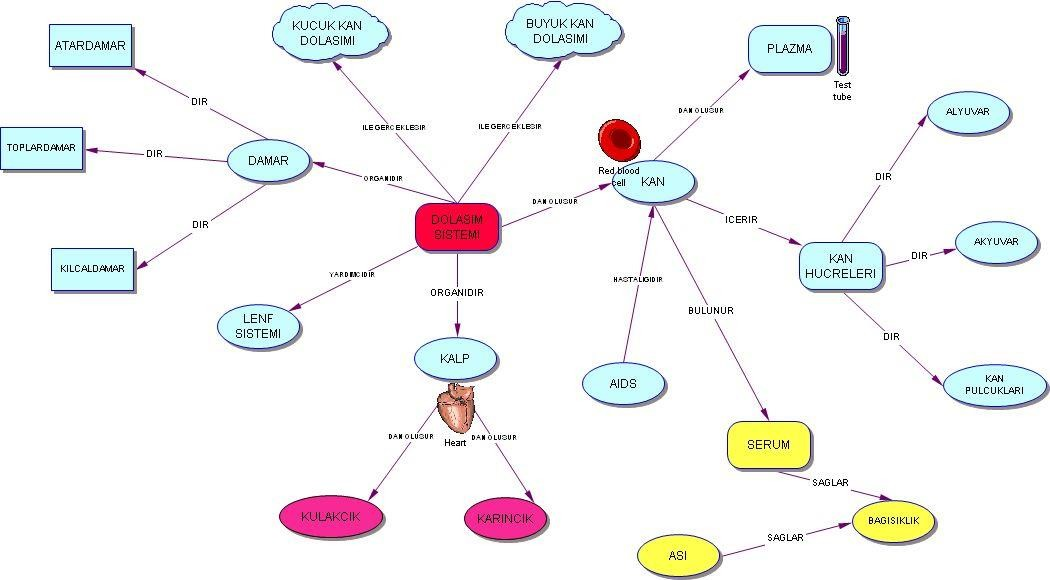 KUCUK KAN
DOLASIMI
BUYUK KAN
DOLASIMI
ATARDAMAR
PLAZMA
Test
tube
DIR
ILE GERCEKLESIR
ILE GERCEKLESIR
DAN OLUSUR
ALYUVAR
TOPLARDAMAR
DIR
DAMAR
ORGANIDIR
Red blood
cell
KAN
DIR
DAN OLUSUR
DIR
DOLASIM
SISTEMI
ICERIR
AKYUVAR
KILCALDAMAR
YARDIMCIDIR
ORGANIDIR
HASTALIGIDIR
KAN
HUCRELERI
DIR
LENF
SISTEMI
BULUNUR
DIR
KALP
AIDS
KAN
PULCUKLARI
Heart
DAN OLUSUR
DAN OLUSUR
SERUM
SAGLAR
KULAKCIK
KARINCIK
BAGISIKLIK
SAGLAR
ASI